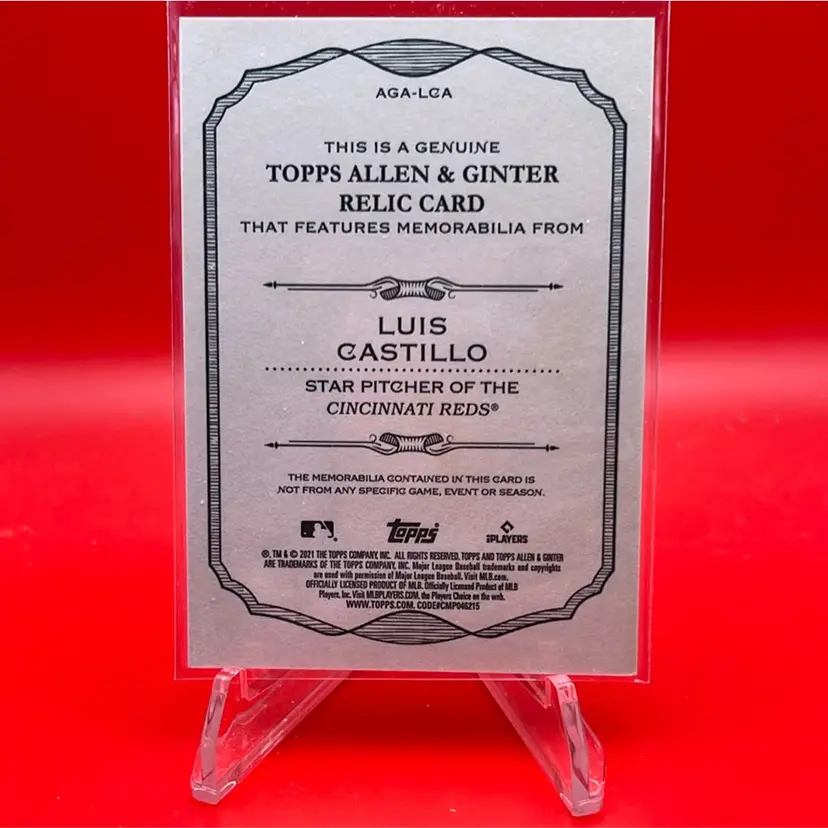 AGA-LCA
THIS IS A GENUINE
TOPPS ALLEN & GINTER
RELIC CARD
THAT FEATURES MEMORABILIA FROM
LUIS
CASTILLO
STAR PITCHER OF THE
CINCINNATI REDS®
THE MEMORABILIA CONTAINED IN THIS CARD IS
NOT FROM ANY SPECIFIC GAME, EVENT OR SEASON.
Topps PLAYERS
®, TM & © 2021 THE TOPPS COMPANY, INC. ALL RIGHTS RESERVED. TOPPS AND TOPPS ALLEN & GINTER
ARE TRADEMARKS OF THE TOPPS COMPANY, INC. Major League Baseball trademarks and copyrights
are used with permission of Major League Baseball. Visit MLB.com.
OFFICIALLY LICENSED PRODUCT OF MLB. Officially Licensed Product of MLB
Players, Inc. Visit MLBPLAYERS.COM, the Players Choice on the web.
WWW.TOPPS.COM. CODE#CMP046215